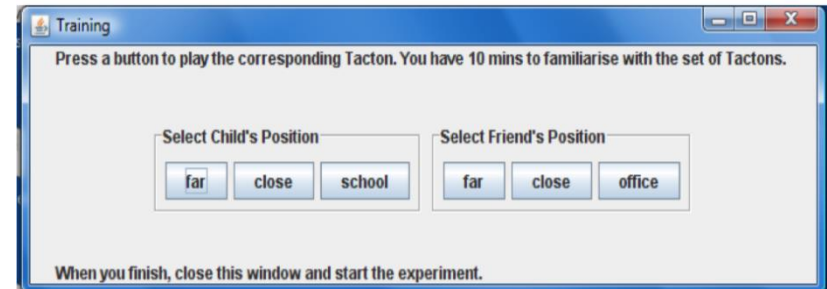 Training
Press a button to play the corresponding Tacton. You have 10 mins to familiarise with the set of Tactons.
Select Child's Position
far close school
Select Friend's Position
far close office
When you finish, close this window and start the experiment.